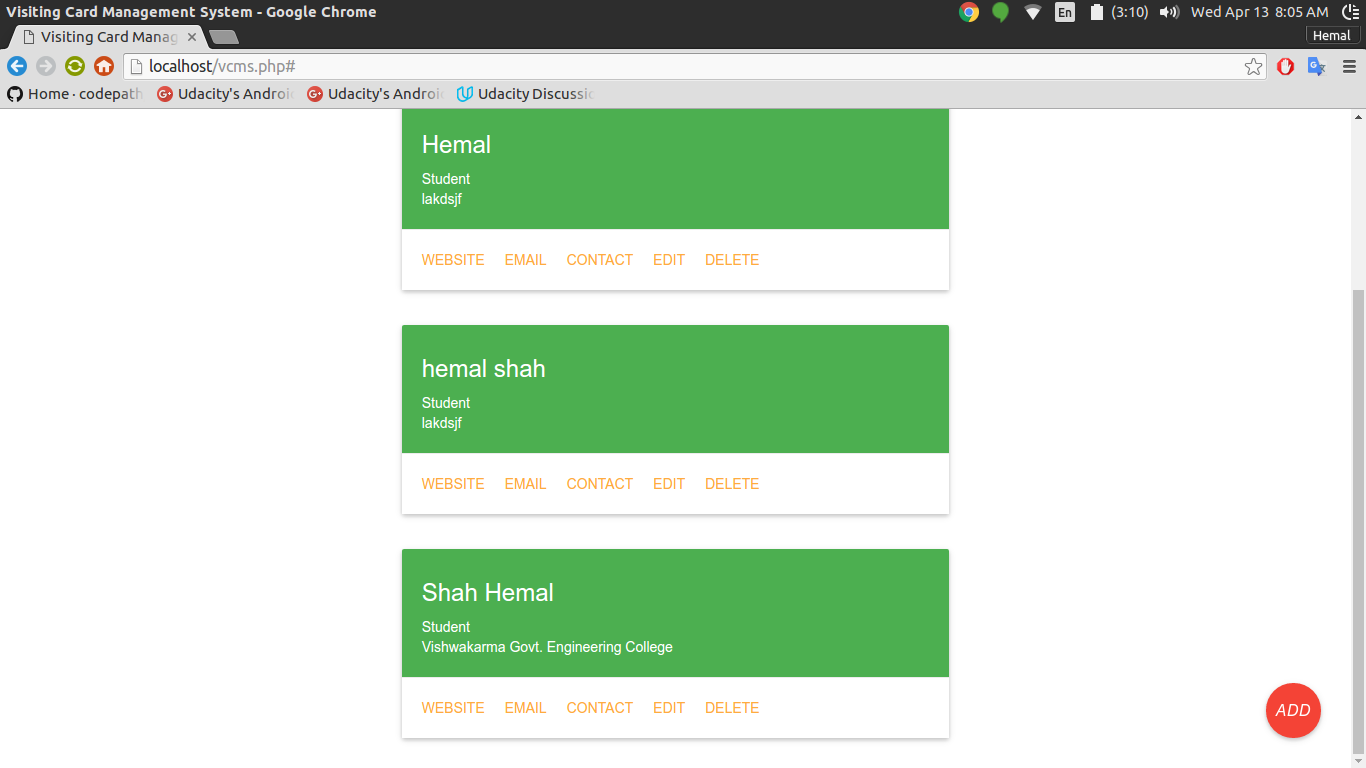 Visiting Card Management System - Google Chrome
En (3:10) Wed Apr 13 8:05 AM
Visiting Card Manag
Hemal
localhost/vcms.php#
Home · codepath Udacity's Androi Udacity's Androi Udacity Discussic
Hemal
Student
lakdsjf
WEBSITE EMAIL CONTACT EDIT DELETE
hemal shah
Student
lakdsjf
WEBSITE EMAIL CONTACT EDIT DELETE
Shah Hemal
Student
Vishwakarma Govt. Engineering College
WEBSITE EMAIL CONTACT EDIT DELETE
ADD